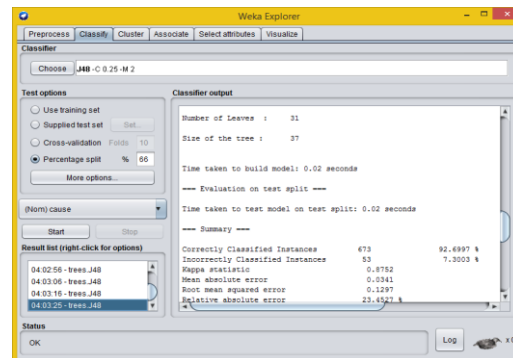 Weka Explorer
Preprocess Classify Cluster Associate Select attributes Visualize
Classifier
Choose J48 -C 0.25 -M 2
Test options
Use training set
Supplied test set Set...
Cross-validation Folds 10
Percentage split % 66
More options...
(Nom) cause
Start Stop
Result list (right-click for options)
04:02:56 - trees.J48
04:03:06 - trees.J48
04:03:16 - trees.J48
04:03:25 - trees.J48
Classifier output
Number of Leaves : 31
Size of the tree : 37
Time taken to build model: 0.02 seconds
=== Evaluation on test split ===
Time taken to test model on test split: 0.02 seconds
=== Summary ===
Correctly Classified Instances 673 92.6997 %
Incorrectly Classified Instances 53 7.3003 %
Kappa statistic 0.8752
Mean absolute error 0.0341
Root mean squared error 0.1297
Relative absolute error 23.4527 %
Status
OK
Log